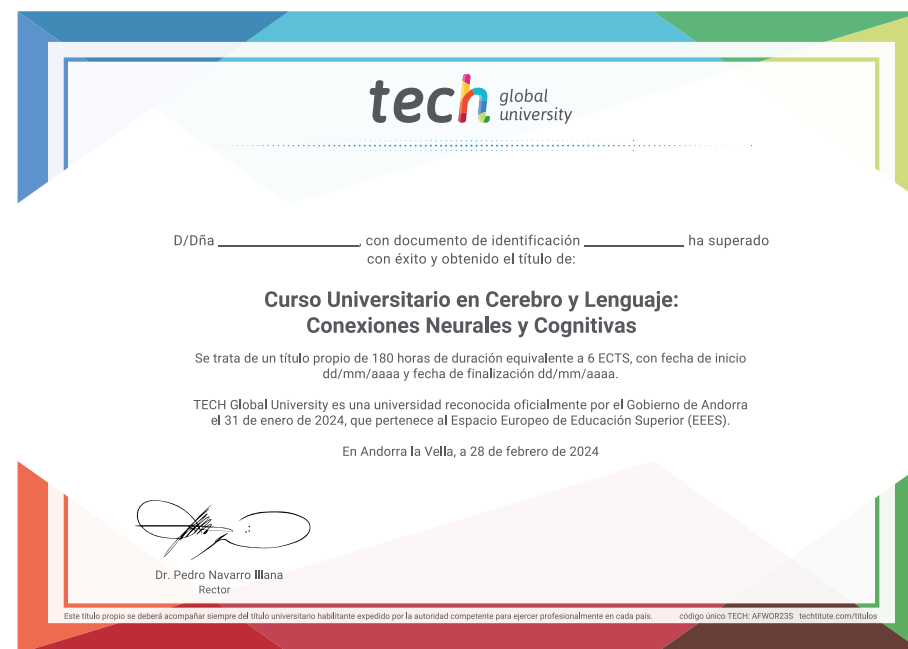 tech global university
D/Dña ____________________, con documento de identificación ______________ ha superado
con éxito y obtenido el título de:
Curso Universitario en Cerebro y Lenguaje:
Conexiones Neurales y Cognitivas
Se trata de un título propio de 180 horas de duración equivalente a 6 ECTS, con fecha de inicio
dd/mm/aaaa y fecha de finalización dd/mm/aaaa.
TECH Global University es una universidad reconocida oficialmente por el Gobierno de Andorra
el 31 de enero de 2024, que pertenece al Espacio Europeo de Educación Superior (EEES).
En Andorra la Vella, a 28 de febrero de 2024
Dr. Pedro Navarro Illana
Rector
Este título propio se deberá acompañar siempre del título universitario habilitante expedido por la autoridad competente para ejercer profesionalmente en cada país. código único TECH: AFWOR23S techtitute.com/titulos